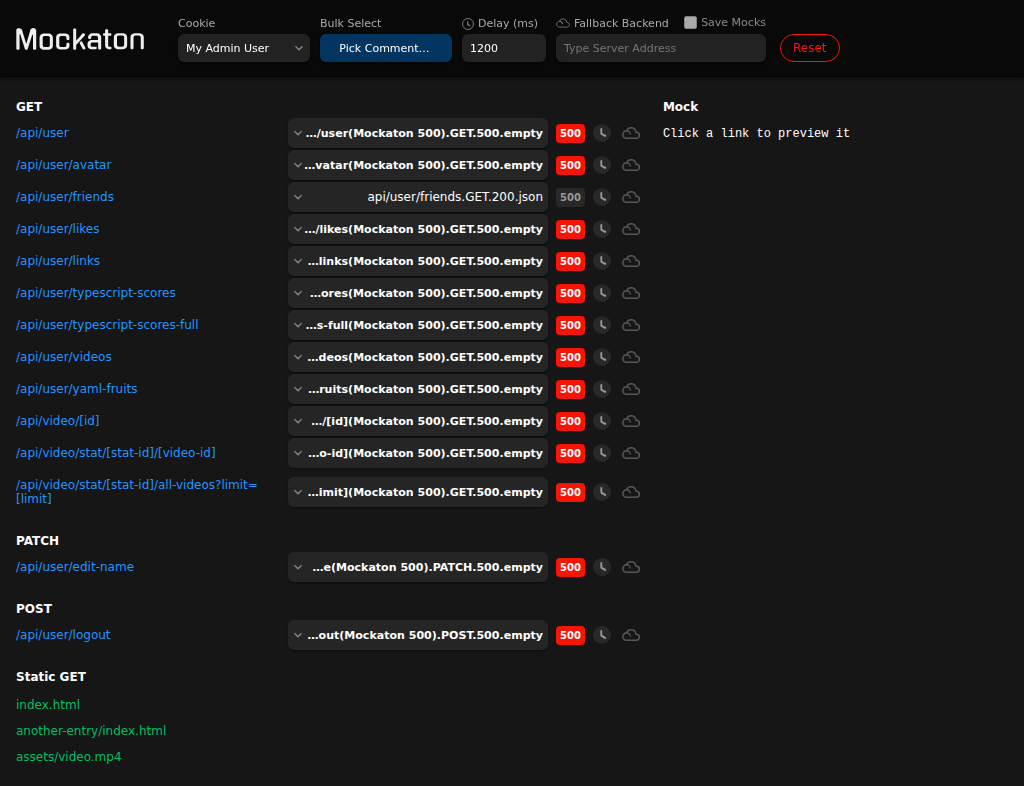 Mockaton
Cookie
My Admin User
Bulk Select
Pick Comment…
Delay (ms)
1200
Fallback Backend
Save Mocks
Type Server Address
Reset
GET
/api/user
…/user(Mockaton 500).GET.500.empty
500
/api/user/avatar
…vatar(Mockaton 500).GET.500.empty
500
/api/user/friends
api/user/friends.GET.200.json
500
/api/user/likes
…/likes(Mockaton 500).GET.500.empty
500
/api/user/links
…links(Mockaton 500).GET.500.empty
500
/api/user/typescript-scores
…ores(Mockaton 500).GET.500.empty
500
/api/user/typescript-scores-full
…s-full(Mockaton 500).GET.500.empty
500
/api/user/videos
…deos(Mockaton 500).GET.500.empty
500
/api/user/yaml-fruits
…ruits(Mockaton 500).GET.500.empty
500
/api/video/[id]
…/[id](Mockaton 500).GET.500.empty
500
/api/video/stat/[stat-id]/[video-id]
…o-id](Mockaton 500).GET.500.empty
500
/api/video/stat/[stat-id]/all-videos?limit=
[limit]
…imit](Mockaton 500).GET.500.empty
500
PATCH
/api/user/edit-name
…e(Mockaton 500).PATCH.500.empty
500
POST
/api/user/logout
…out(Mockaton 500).POST.500.empty
500
Static GET
index.html
another-entry/index.html
assets/video.mp4
Mock
Click a link to preview it